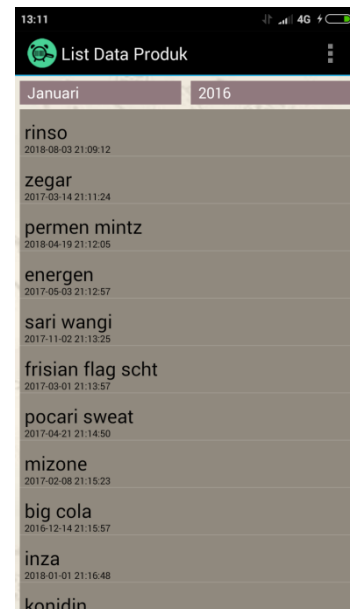 13:11
4G
List Data Produk
Januari
2016
rinso
2018-08-03 21:09:12
zegar
2017-03-14 21:11:24
permen mintz
2018-04-19 21:12:05
energen
2017-05-03 21:12:57
sari wangi
2017-11-02 21:13:25
frisian flag scht
2017-03-01 21:13:57
pocari sweat
2017-04-21 21:14:50
mizone
2017-02-08 21:15:23
big cola
2016-12-14 21:15:57
inza
2018-01-01 21:16:48
konidin